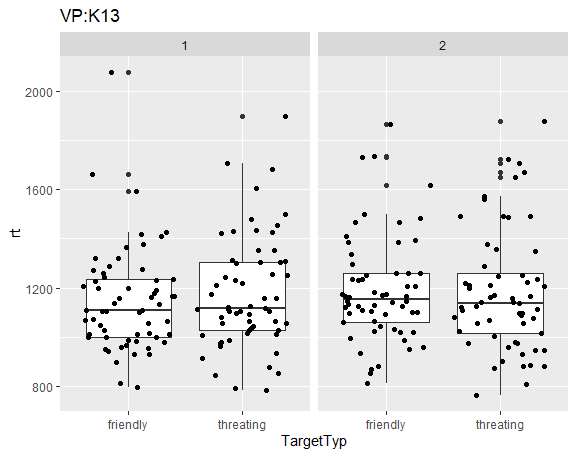 VP:K13
1 2
rt
2000
1600
1200
800
friendly threating friendly threating
TargetTyp